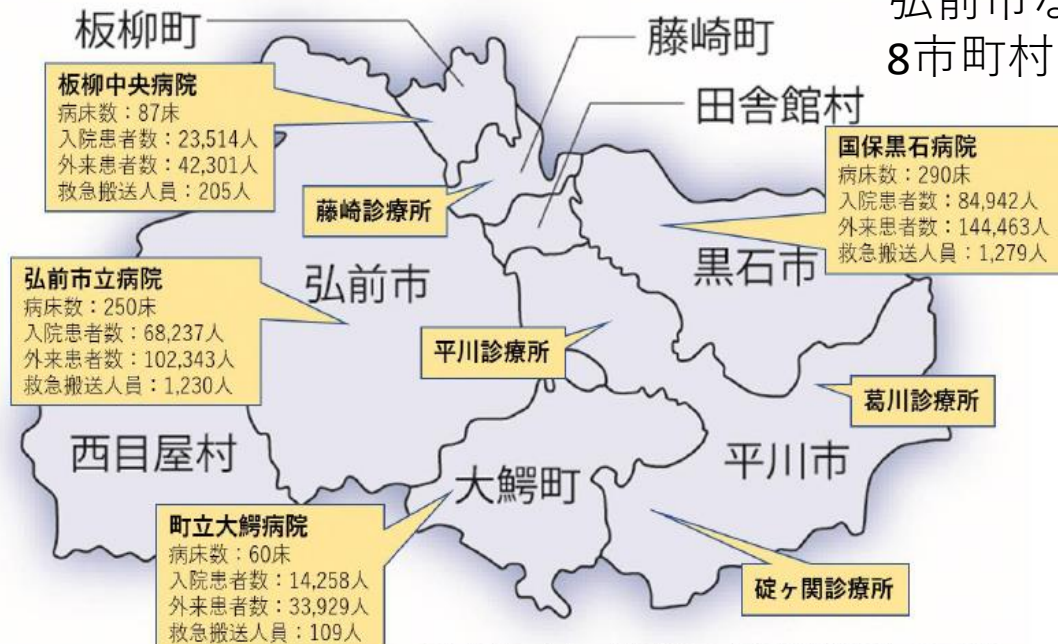 弘前市な
8市町村
板柳町
藤崎町
田舎館村
板柳中央病院
病床数：87床
入院患者数：23,514人
外来患者数：42,301人
救急搬送人員：205人
国保黒石病院
病床数：290床
入院患者数：84,942人
外来患者数：144,463人
救急搬送人員：1,279人
藤崎診療所
弘前市立病院
病床数：250床
入院患者数：68,237人
外来患者数：102,343人
救急搬送人員：1,230人
弘前市
黒石市
平川診療所
葛川診療所
西目屋村
大鰐町
平川市
町立大鰐病院
病床数：60床
入院患者数：14,258人
外来患者数：33,929人
救急搬送人員：109人
碇ヶ関診療所